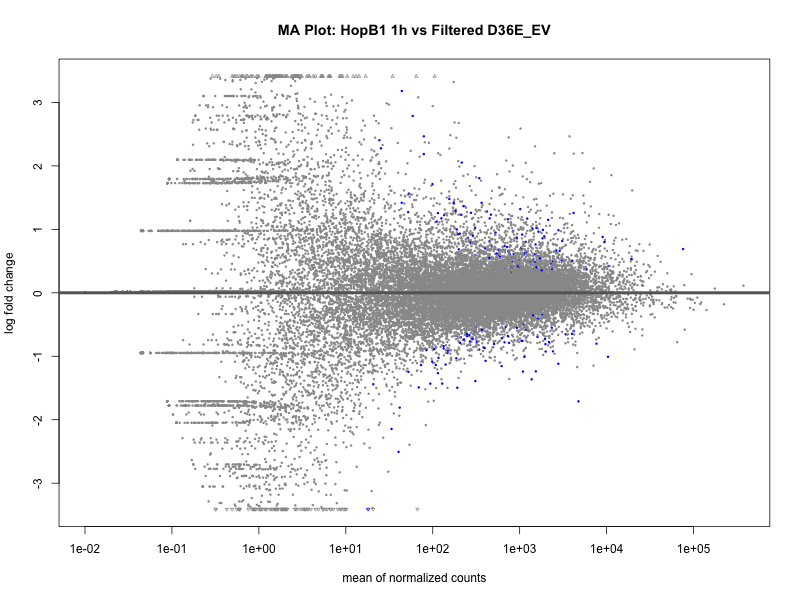 MA Plot: HopB1 1h vs Filtered D36E_EV
log fold change
3
2
1
0
-1
-2
-3
1e-02 1e-01 1e+00 1e+01 1e+02 1e+03 1e+04 1e+05
mean of normalized counts